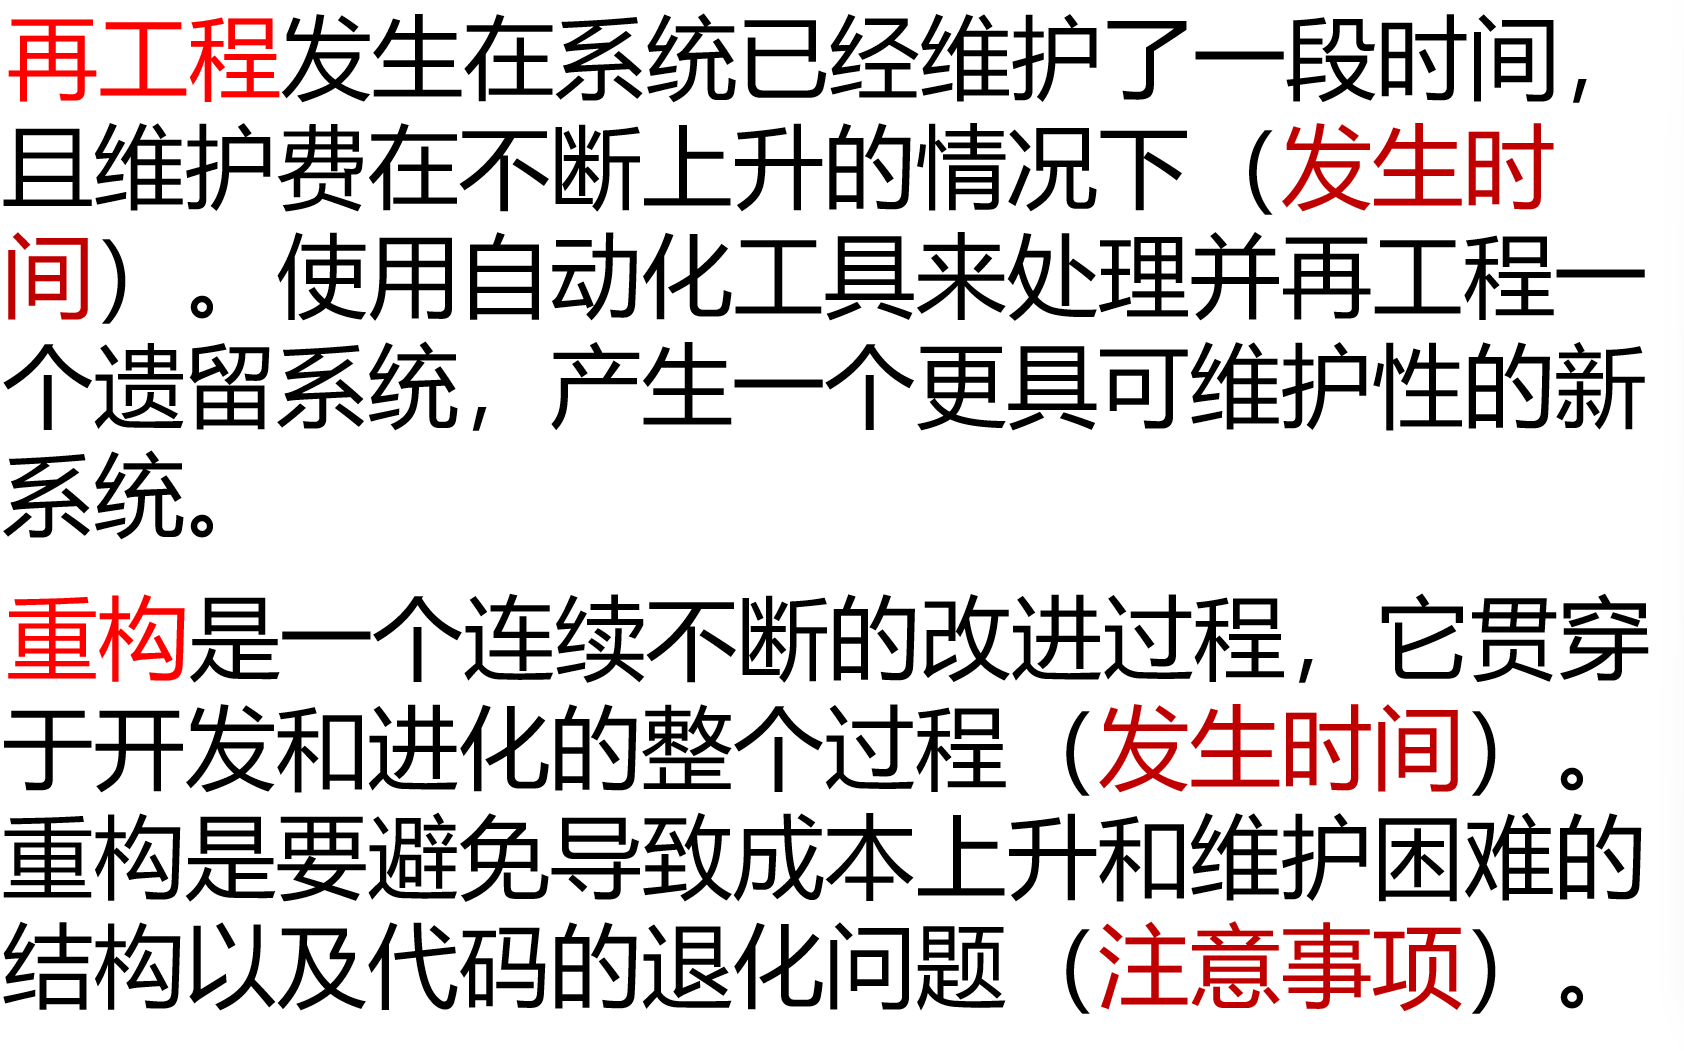 再工程发生在系统已经维护了一段时间，
且维护费在不断上升的情况下（发生时
间）。使用自动化工具来处理并再工程一
个遗留系统，产生一个更具可维护性的新
系统。
重构是一个连续不断的改进过程，它贯穿
于开发和进化的整个过程（发生时间）。
重构是要避免导致成本上升和维护困难的
结构以及代码的退化问题（注意事项）。